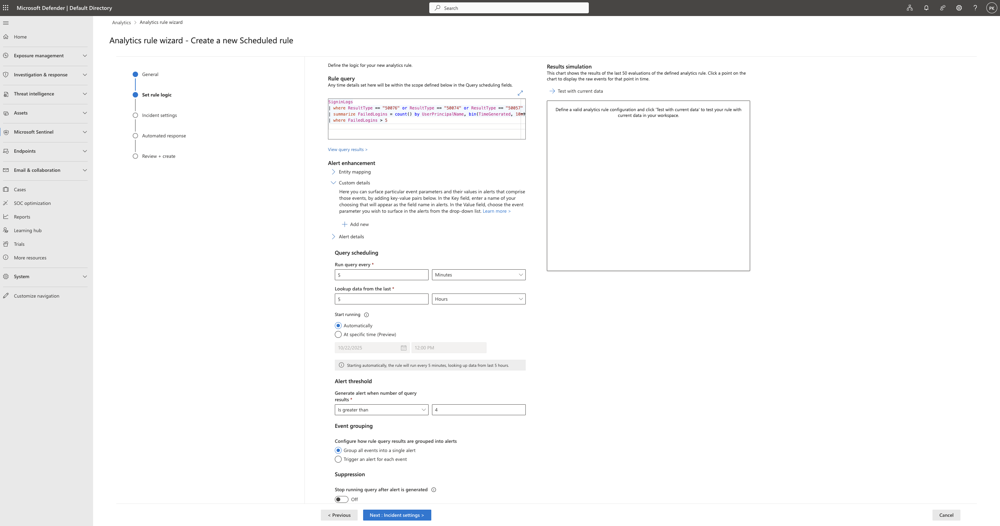 Microsoft Defender | Default Directory
Search
PK
Home
Exposure management
Investigation & response
Threat intelligence
Assets
Microsoft Sentinel
Endpoints
Email & collaboration
Cases
SOC optimization
Reports
Learning hub
Trials
More resources
System
Customize navigation
Analytics > Analytics rule wizard
Analytics rule wizard - Create a new Scheduled rule
General
Set rule logic
Incident settings
Automated response
Review + create
Define the logic for your new analytics rule.
Rule query
Any time details set here will be within the scope defined below in the Query scheduling fields.
SigninLogs
| where ResultType == "50076" or ResultType == "50074" or ResultType == "50057"
| summarize FailedLogins = count() by UserPrincipalName, bin(TimeGenerated, 10m)
| where FailedLogins > 5
View query results >
Alert enhancement
Entity mapping
Custom details
Here you can surface particular event parameters and their values in alerts that comprise
those events, by adding key-value pairs below. In the Key field, enter a name of your
choosing that will appear as the field name in alerts. In the Value field, choose the event
parameter you wish to surface in the alerts from the drop-down list. Learn more >
Add new
Alert details
Query scheduling
Run query every *
5 Minutes
Lookup data from the last *
5 Hours
Start running
Automatically
At specific time (Preview)
10/22/2025 12:00 PM
Starting automatically, the rule will run every 5 minutes, looking up data from last 5 hours.
Alert threshold
Generate alert when number of query
results *
Is greater than 4
Event grouping
Configure how rule query results are grouped into alerts
Group all events into a single alert
Trigger an alert for each event
Suppression
Stop running query after alert is generated
Off
Results simulation
This chart shows the results of the last 50 evaluations of the defined analytics rule. Click a point on the
chart to display the raw events for that point in time.
Test with current data
Define a valid analytics rule configuration and click 'Test with current data' to test your rule with
current data in your workspace.
< Previous
Next : Incident settings >
Cancel